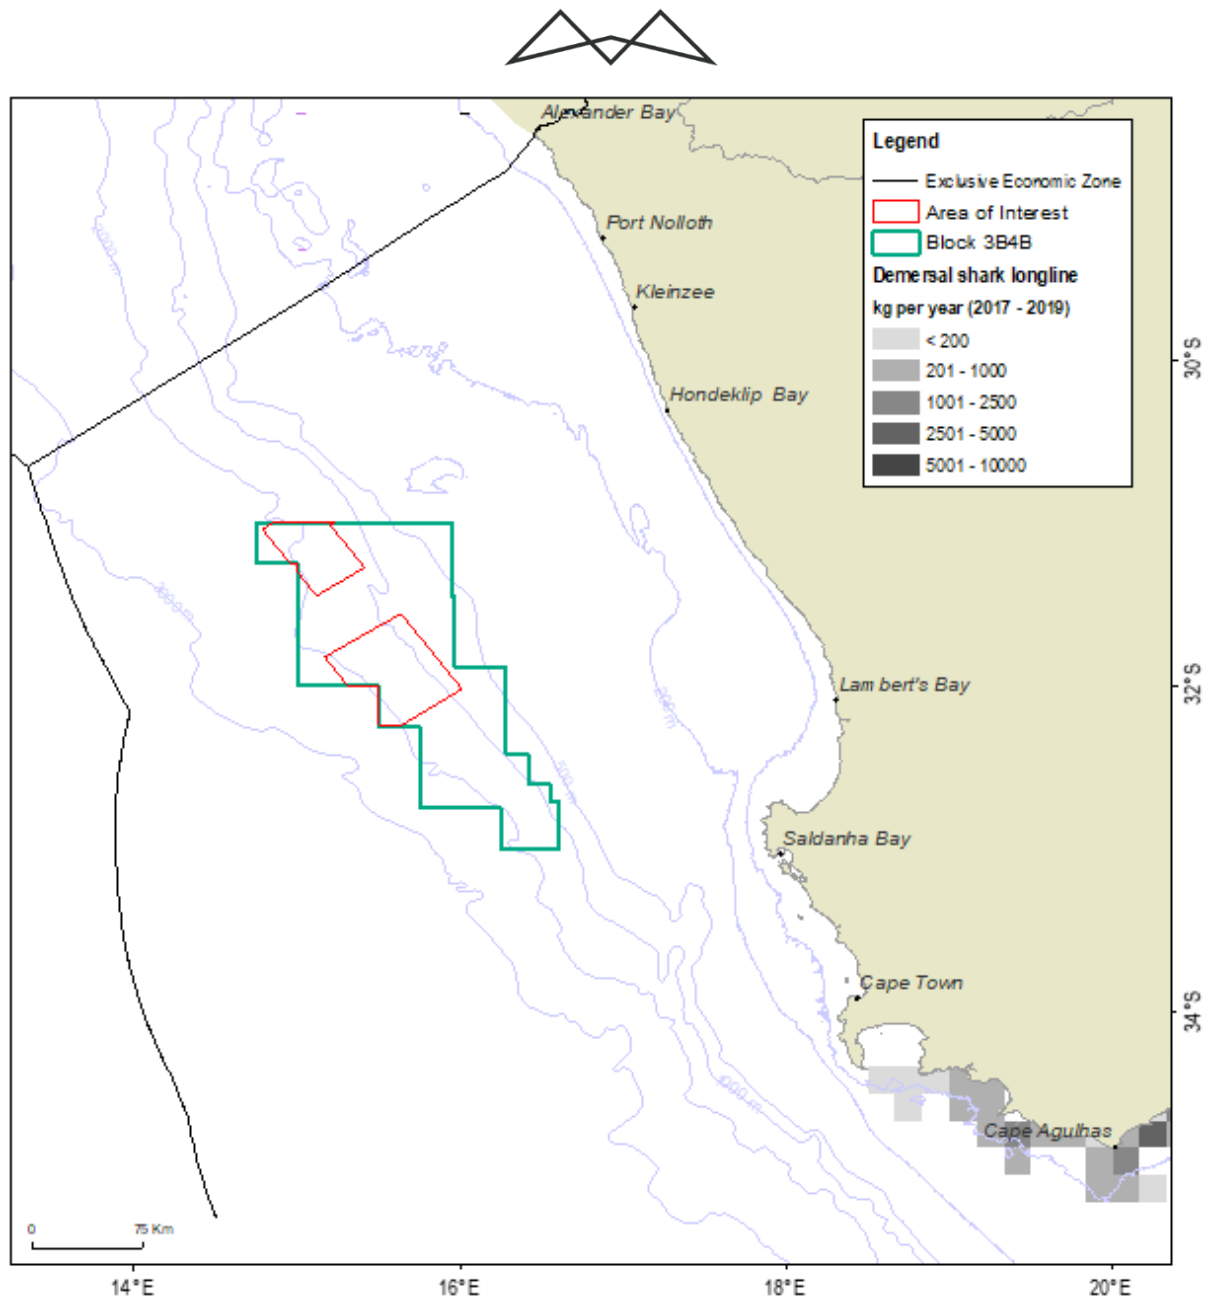 Alexander Bay
Legend
Exclusive Economic Zone
Area of Interest
Block 3B4B
Demersal shark longline
kg per year (2017 - 2019)
< 200
201 - 1000
1001 - 2500
2501 - 5000
5001 - 10000
Port Nolloth
Kleinzee
Hondeklip Bay
Lambert's Bay
Saldanha Bay
Cape Town
Cape Agulhas
200 m
500 m
30°S
32°S
34°S
0 75 Km
14°E 16°E 18°E 20°E